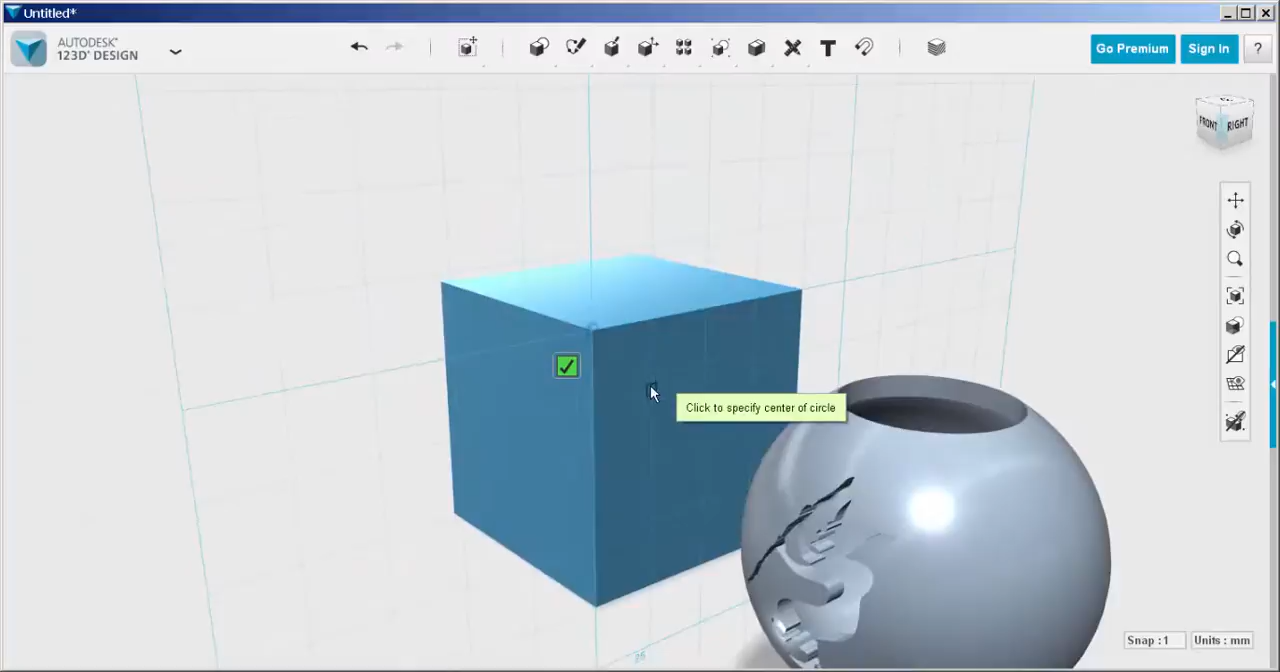 Untitled*
AUTODESK®
123D® DESIGN
Go Premium
Sign In
?
FRONT
RIGHT
Click to specify center of circle
Snap : 1
Units : mm